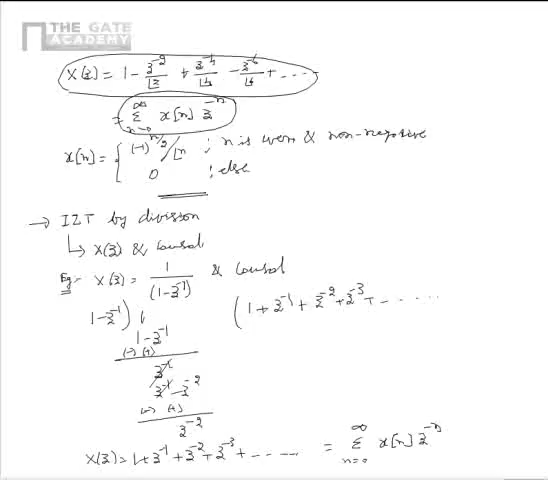 THE GATE
ACADEMY
X(z) = 1 - z^-2/⌊2 + z^-4/⌊4 - z^-6/⌊6 + ....
= Σ_{n=0}^{∞} x[n] z^-n
x[n] = { (-1)^{n/2}/⌊n ; n is even & non-negative
0 ; else
→ IZT by division
↳ X(z) & causal
Eg:- X(z) = 1/(1-z^-1) & causal
1-z^-1 ) 1 ( 1 + z^-1 + z^-2 + z^-3 + ......
1-z^-1
(-) (+)
z^-1
z^-1 - z^-2
(-) (+)
z^-2
X(z) = 1 + z^-1 + z^-2 + z^-3 + ...... = Σ_{n=0}^{∞} x[n] z^-n